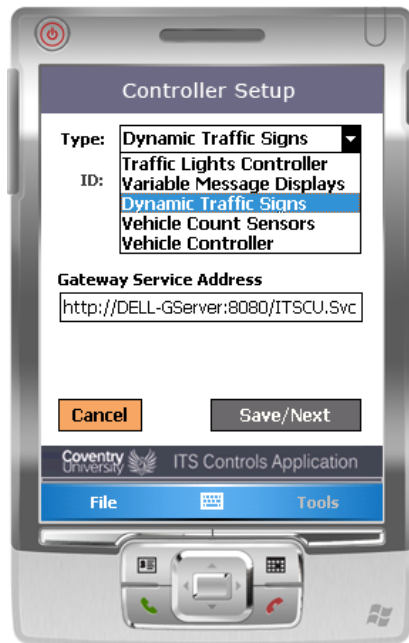 Controller Setup
Type: Dynamic Traffic Signs
Traffic Lights Controller
ID: Variable Message Displays
Dynamic Traffic Signs
Vehicle Count Sensors
Vehicle Controller
Gateway Service Address
http://DELL-GServer:8080/ITSCU.Svc
Cancel Save/Next
Coventry
University
ITS Controls Application
File Tools